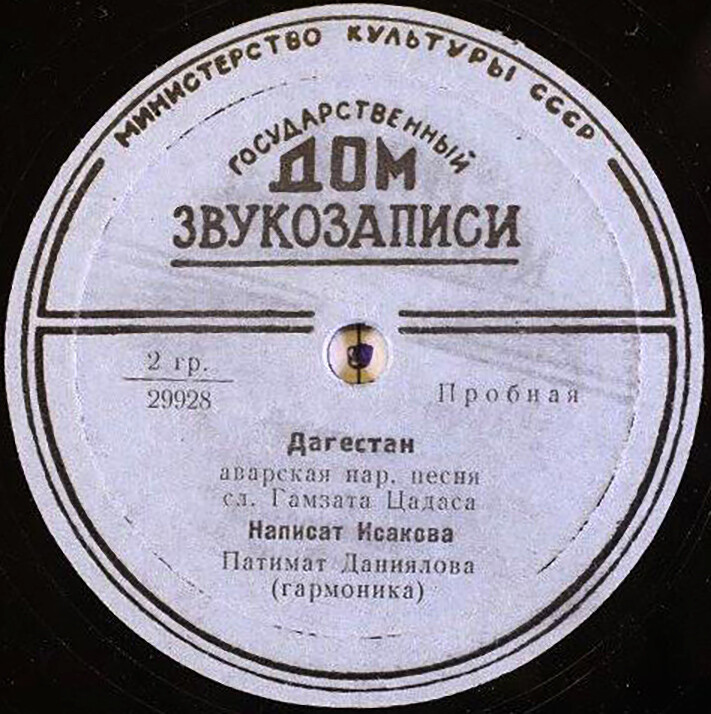 МИНИСТЕРСТВО КУЛЬТУРЫ СССР
ГОСУДАРСТВЕННЫЙ
ДОМ
ЗВУКОЗАПИСИ
2 гр.
29928
Пробная
Дагестан
аварская нар. песня
сл. Гамзата Цадаса
Написат Исакова
Патимат Даниялова
(гармоника)